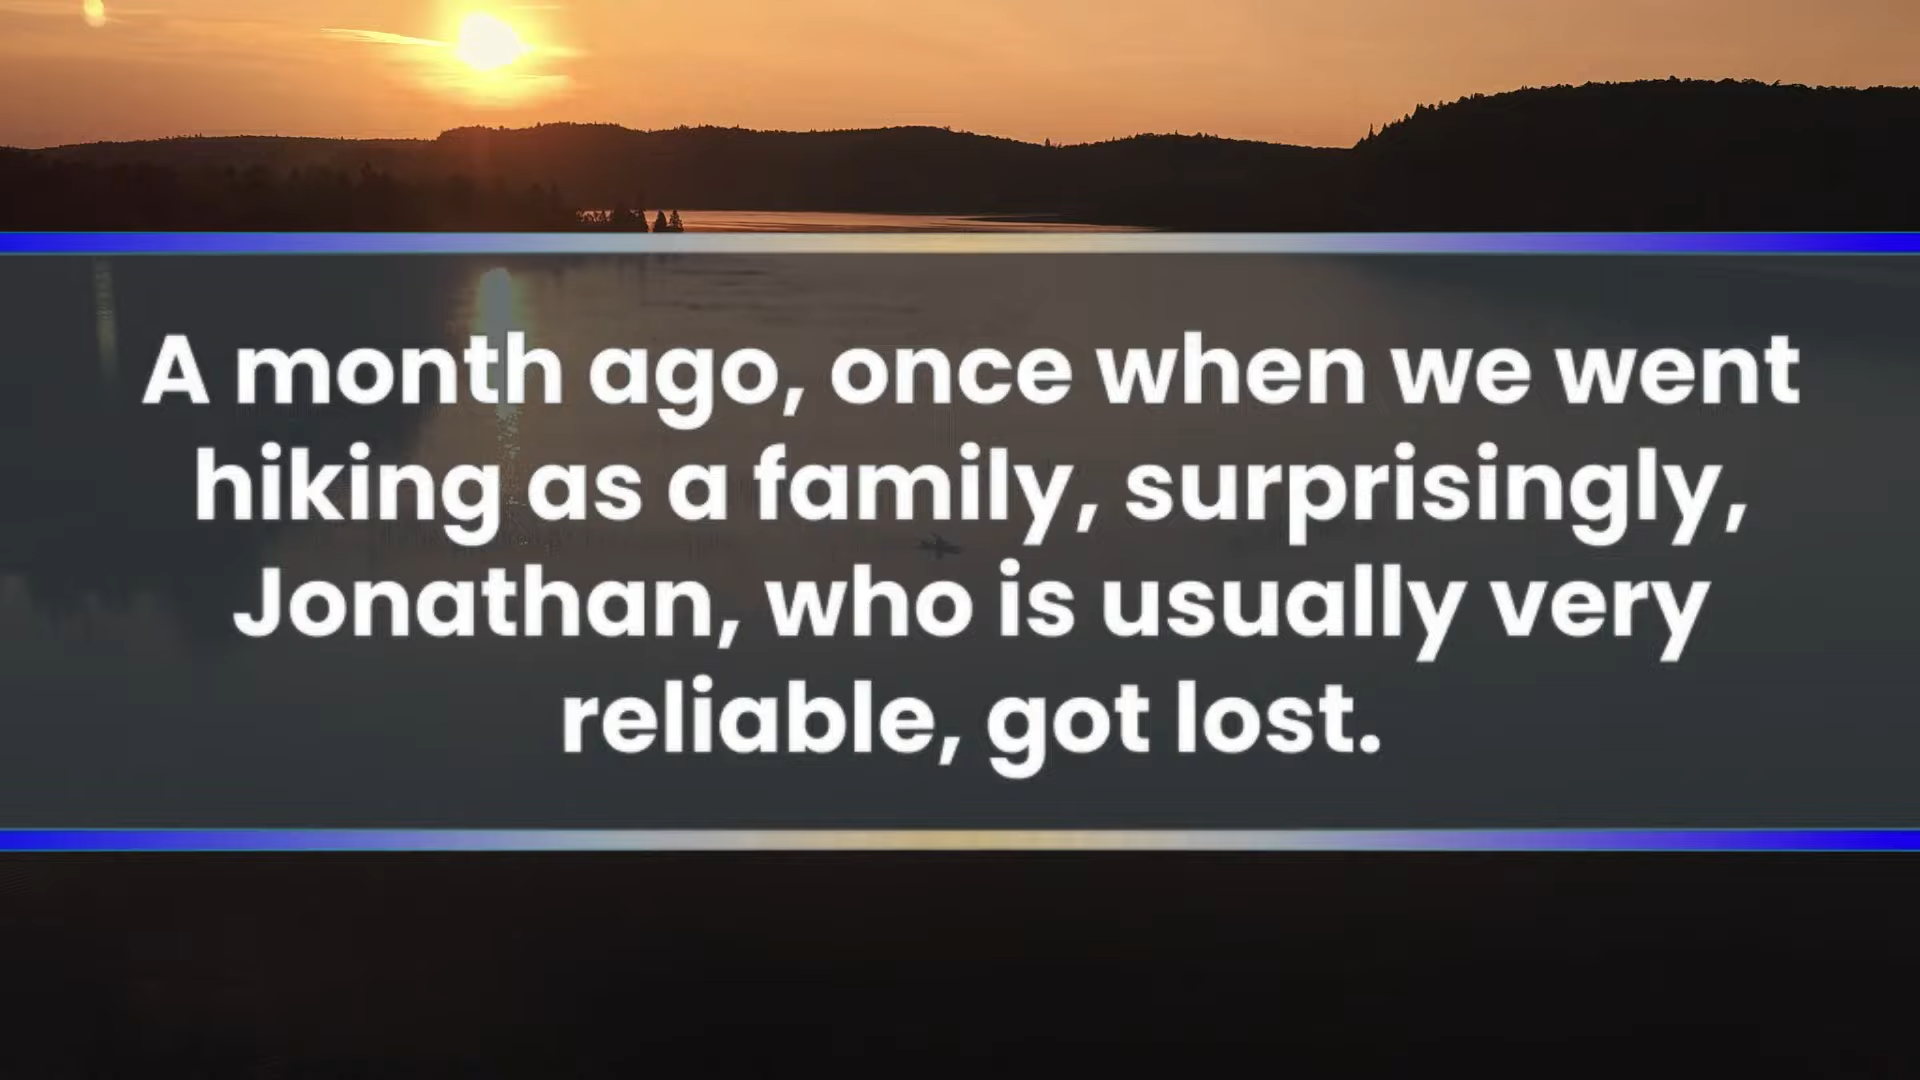 A month ago, once when we went
hiking as a family, surprisingly,
Jonathan, who is usually very
reliable, got lost.